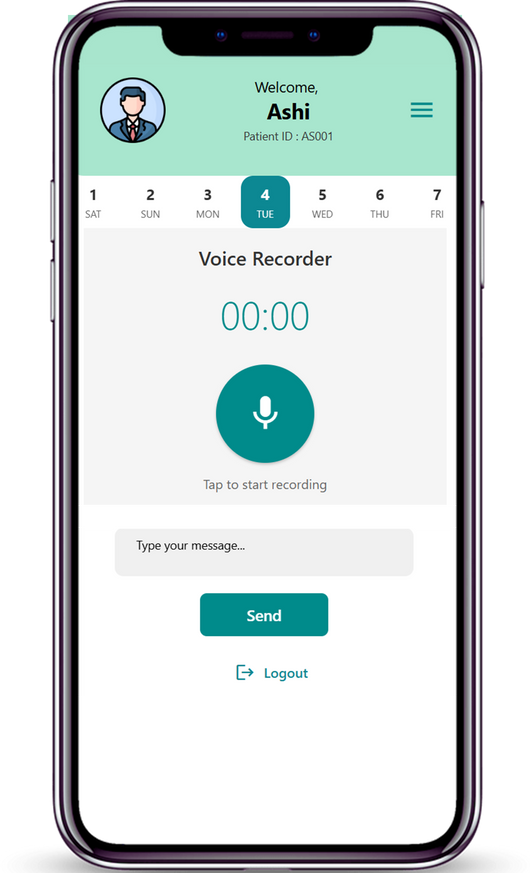 Welcome,
Ashi
Patient ID : AS001
1 2 3 4 5 6 7
SAT SUN MON TUE WED THU FRI
Voice Recorder
00:00
Tap to start recording
Type your message...
Send
Logout